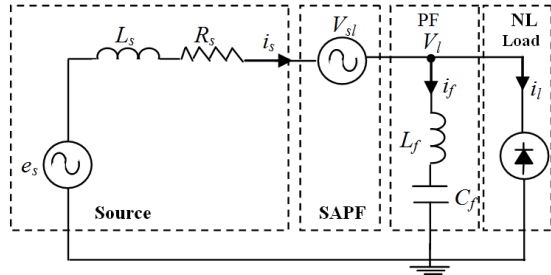 L_s R_s i_s V_sl PF NL
V_l Load
i_f i_l
L_f
e_s C_f
Source SAPF